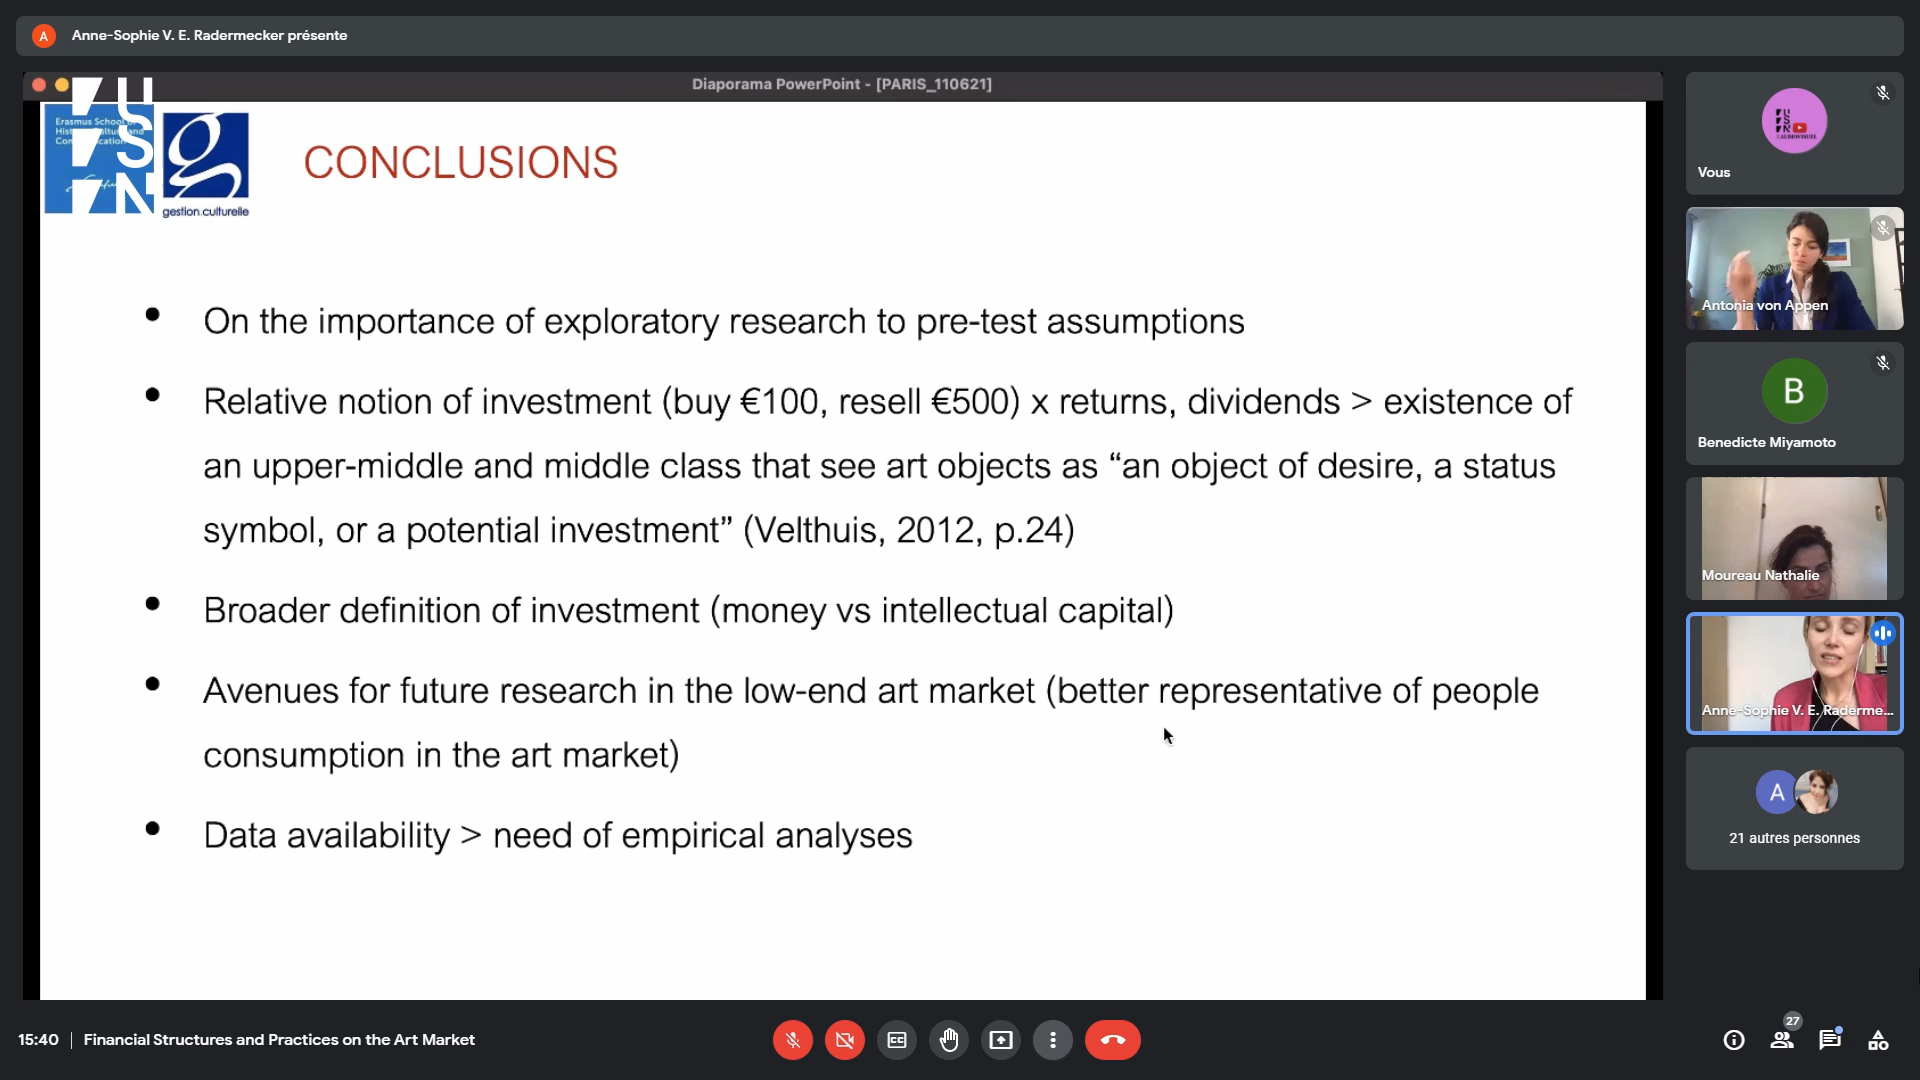 A
Anne-Sophie V. E. Radermecker présente
Diaporama PowerPoint - [PARIS_110621]
Erasmus School of
USPN
gestion culturelle
CONCLUSIONS
• On the importance of exploratory research to pre-test assumptions
• Relative notion of investment (buy €100, resell €500) x returns, dividends > existence of
an upper-middle and middle class that see art objects as “an object of desire, a status
symbol, or a potential investment” (Velthuis, 2012, p.24)
• Broader definition of investment (money vs intellectual capital)
• Avenues for future research in the low-end art market (better representative of people
consumption in the art market)
• Data availability > need of empirical analyses
Vous
Antonia von Appen
B
Benedicte Miyamoto
Moureau Nathalie
Anne-Sophie V. E. Raderme...
A
21 autres personnes
15:40 | Financial Structures and Practices on the Art Market
27